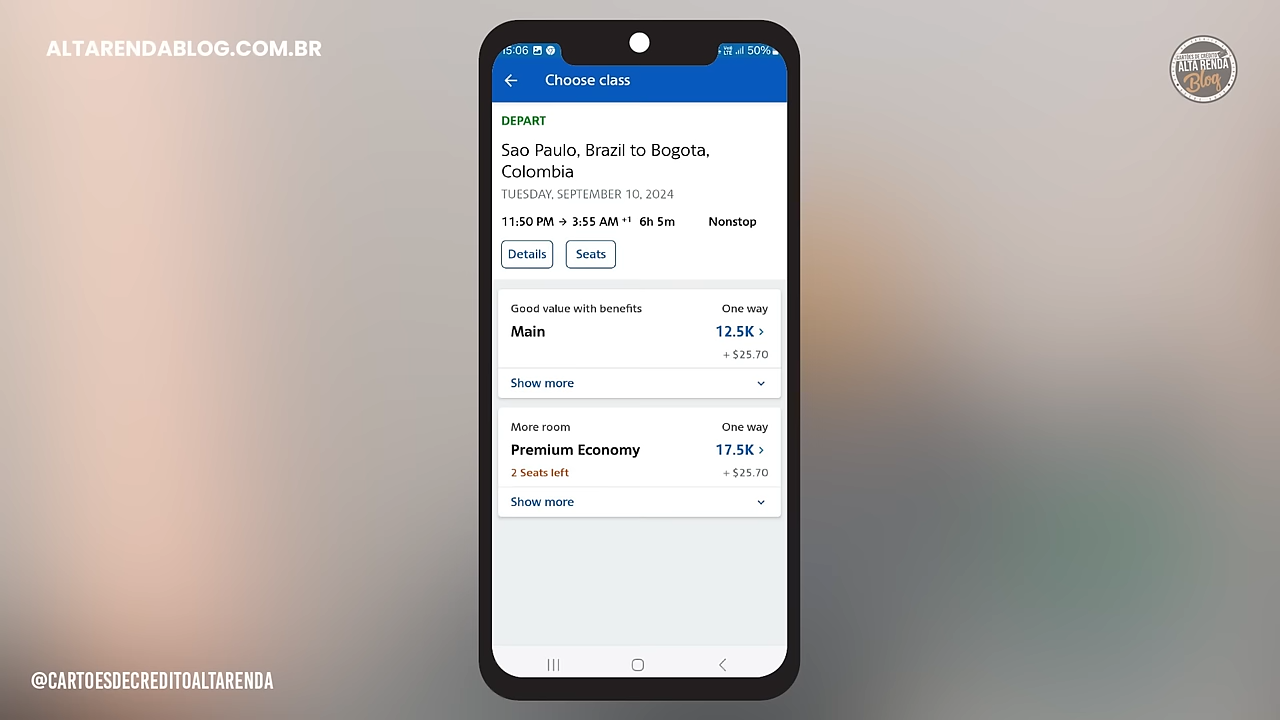 ALTARENDABLOG.COM.BR
CARTÕES DE CRÉDITO
ALTA RENDA
Blog
15:06 50%
Choose class
DEPART
Sao Paulo, Brazil to Bogota,
Colombia
TUESDAY, SEPTEMBER 10, 2024
11:50 PM → 3:55 AM +1 6h 5m Nonstop
Details Seats
Good value with benefits One way
Main 12.5K >
+ $25.70
Show more
More room One way
Premium Economy 17.5K >
2 Seats left + $25.70
Show more
@CARTOESDECREDITOALTARENDA